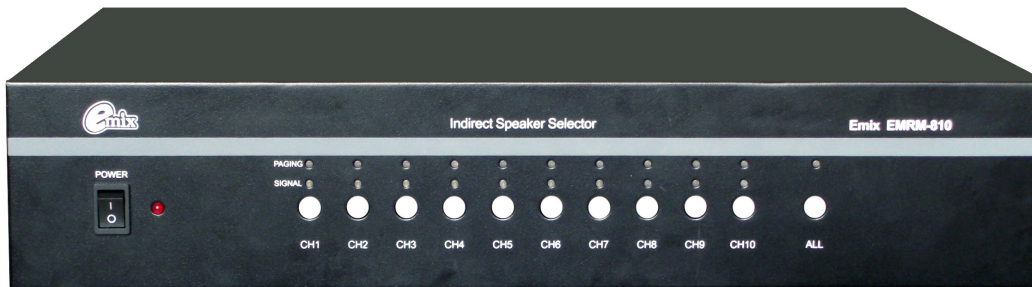 emix
Indirect Speaker Selector
Emix EMRM-810
POWER
I
O
PAGING
SIGNAL
CH1 CH2 CH3 CH4 CH5 CH6 CH7 CH8 CH9 CH10 ALL